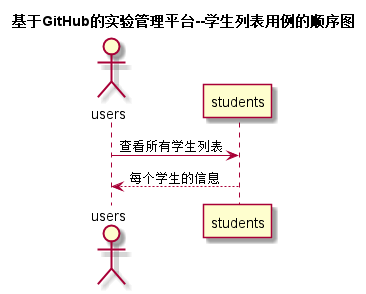 基于GitHub的实验管理平台--学生列表用例的顺序图
users
students
查看所有学生列表
每个学生的信息
users
students